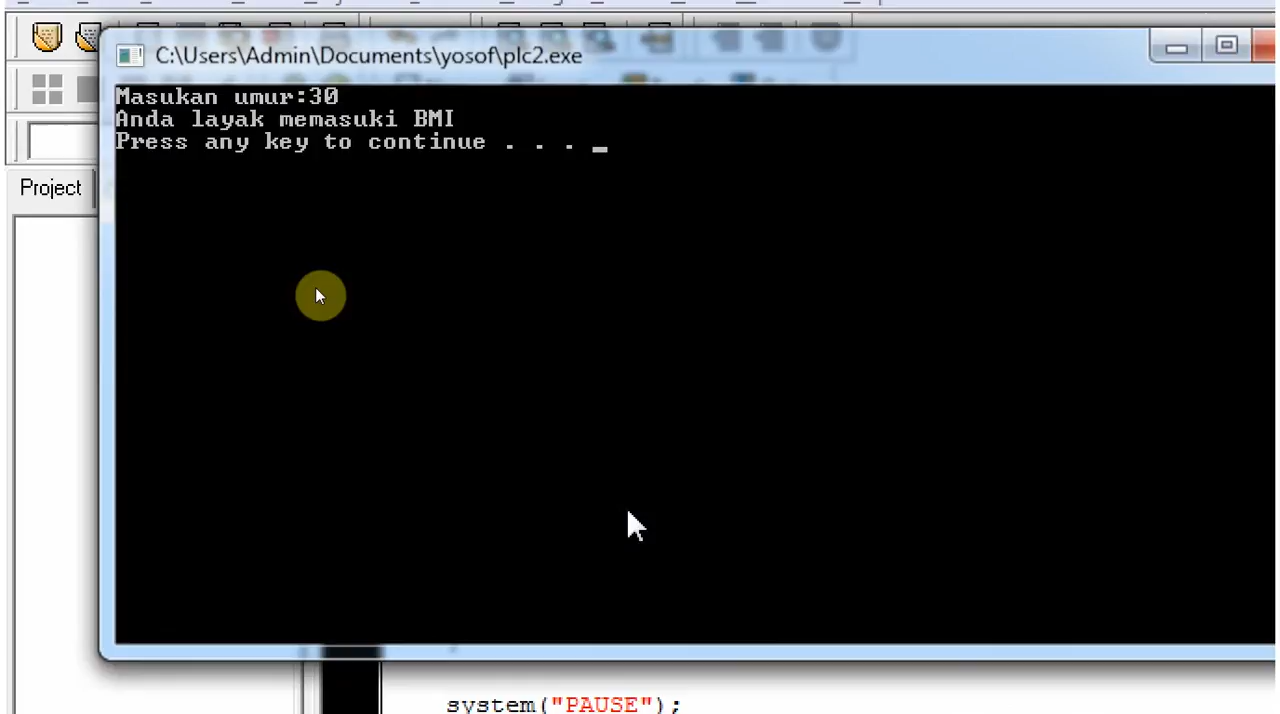 C:\Users\Admin\Documents\yosof\plc2.exe
Masukan umur:30
Anda layak memasuki BMI
Press any key to continue . . . _
Project
system("PAUSE");